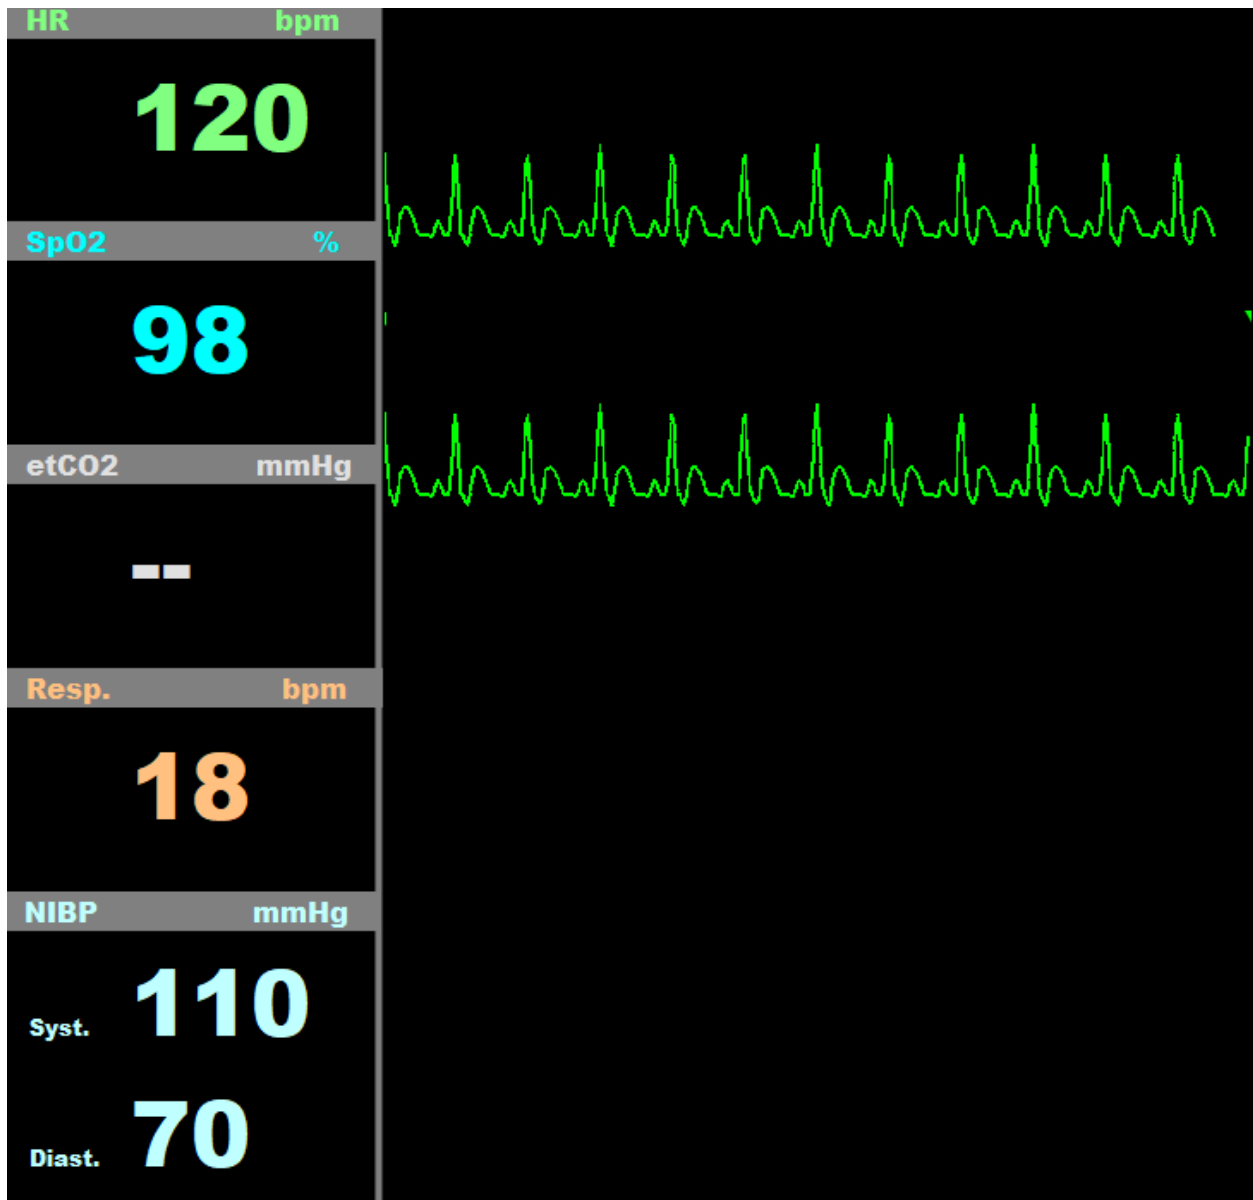 HR bpm
120
SpO2 %
98
etCO2 mmHg
--
Resp. bpm
18
NIBP mmHg
Syst. 110
Diast. 70